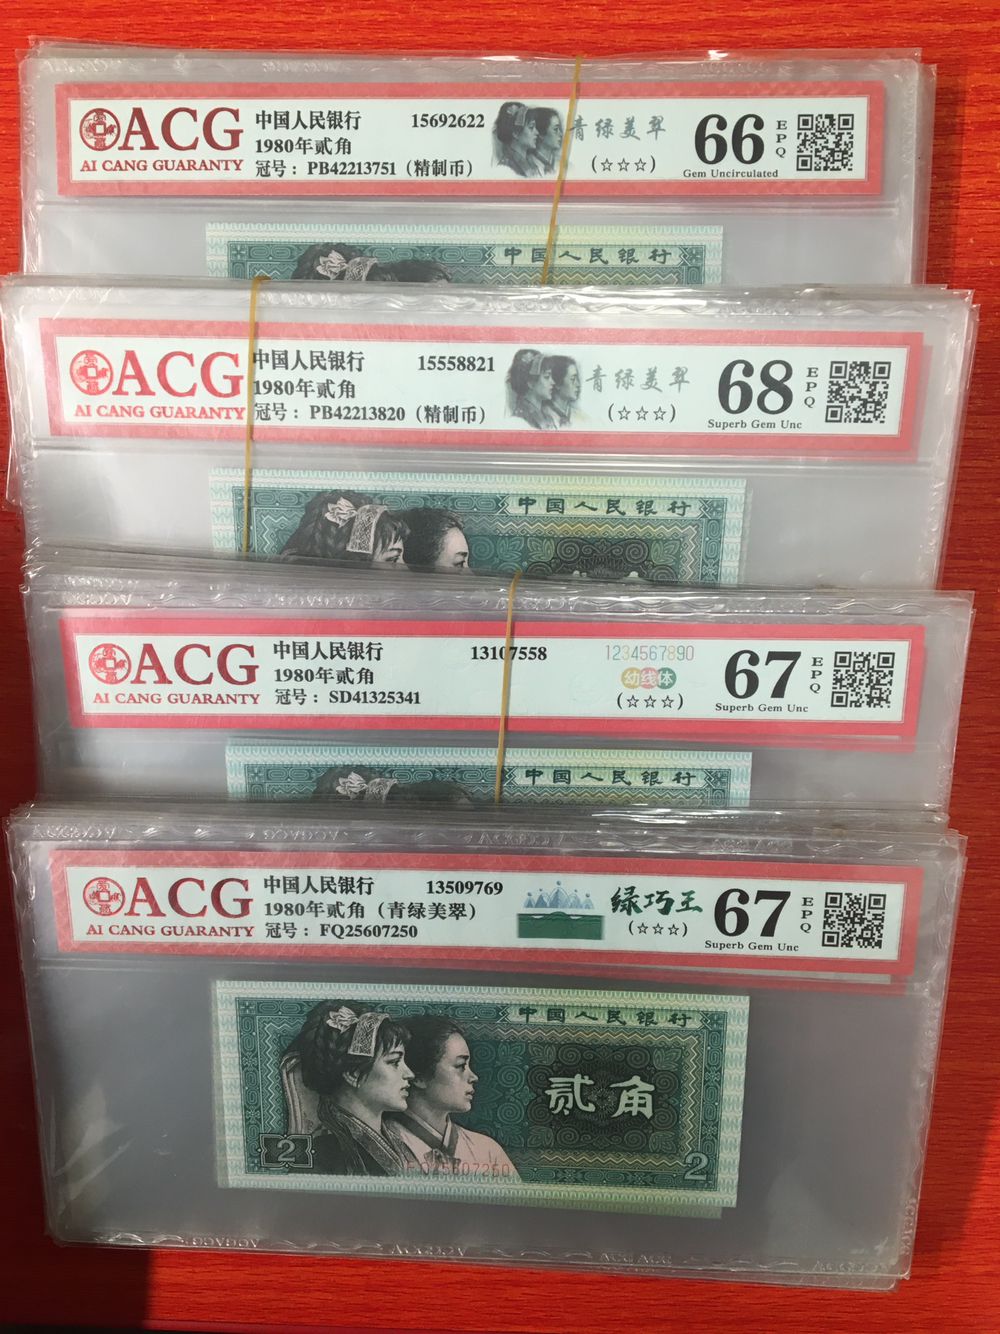 ACG
AI CANG GUARANTY
中国人民银行
15692622
1980年贰角
冠号：PB42213751（精制币）
青绿美翠
(☆☆☆)
66
EPQ
Gem Uncirculated
中国人民银行
ACG
AI CANG GUARANTY
中国人民银行
15558821
1980年贰角
冠号：PB42213820（精制币）
青绿美翠
(☆☆☆)
68
EPQ
Superb Gem Unc
中国人民银行
ACG
AI CANG GUARANTY
中国人民银行
13107558
1980年贰角
冠号：SD41325341
1234567890
幼线体
(☆☆☆)
67
EPQ
Superb Gem Unc
中国人民银行
ACG
AI CANG GUARANTY
中国人民银行
13509769
1980年贰角（青绿美翠）
冠号：FQ25607250
绿巧王
(☆☆☆)
67
EPQ
Superb Gem Unc
中国人民银行
贰角
2
FQ25607250
2